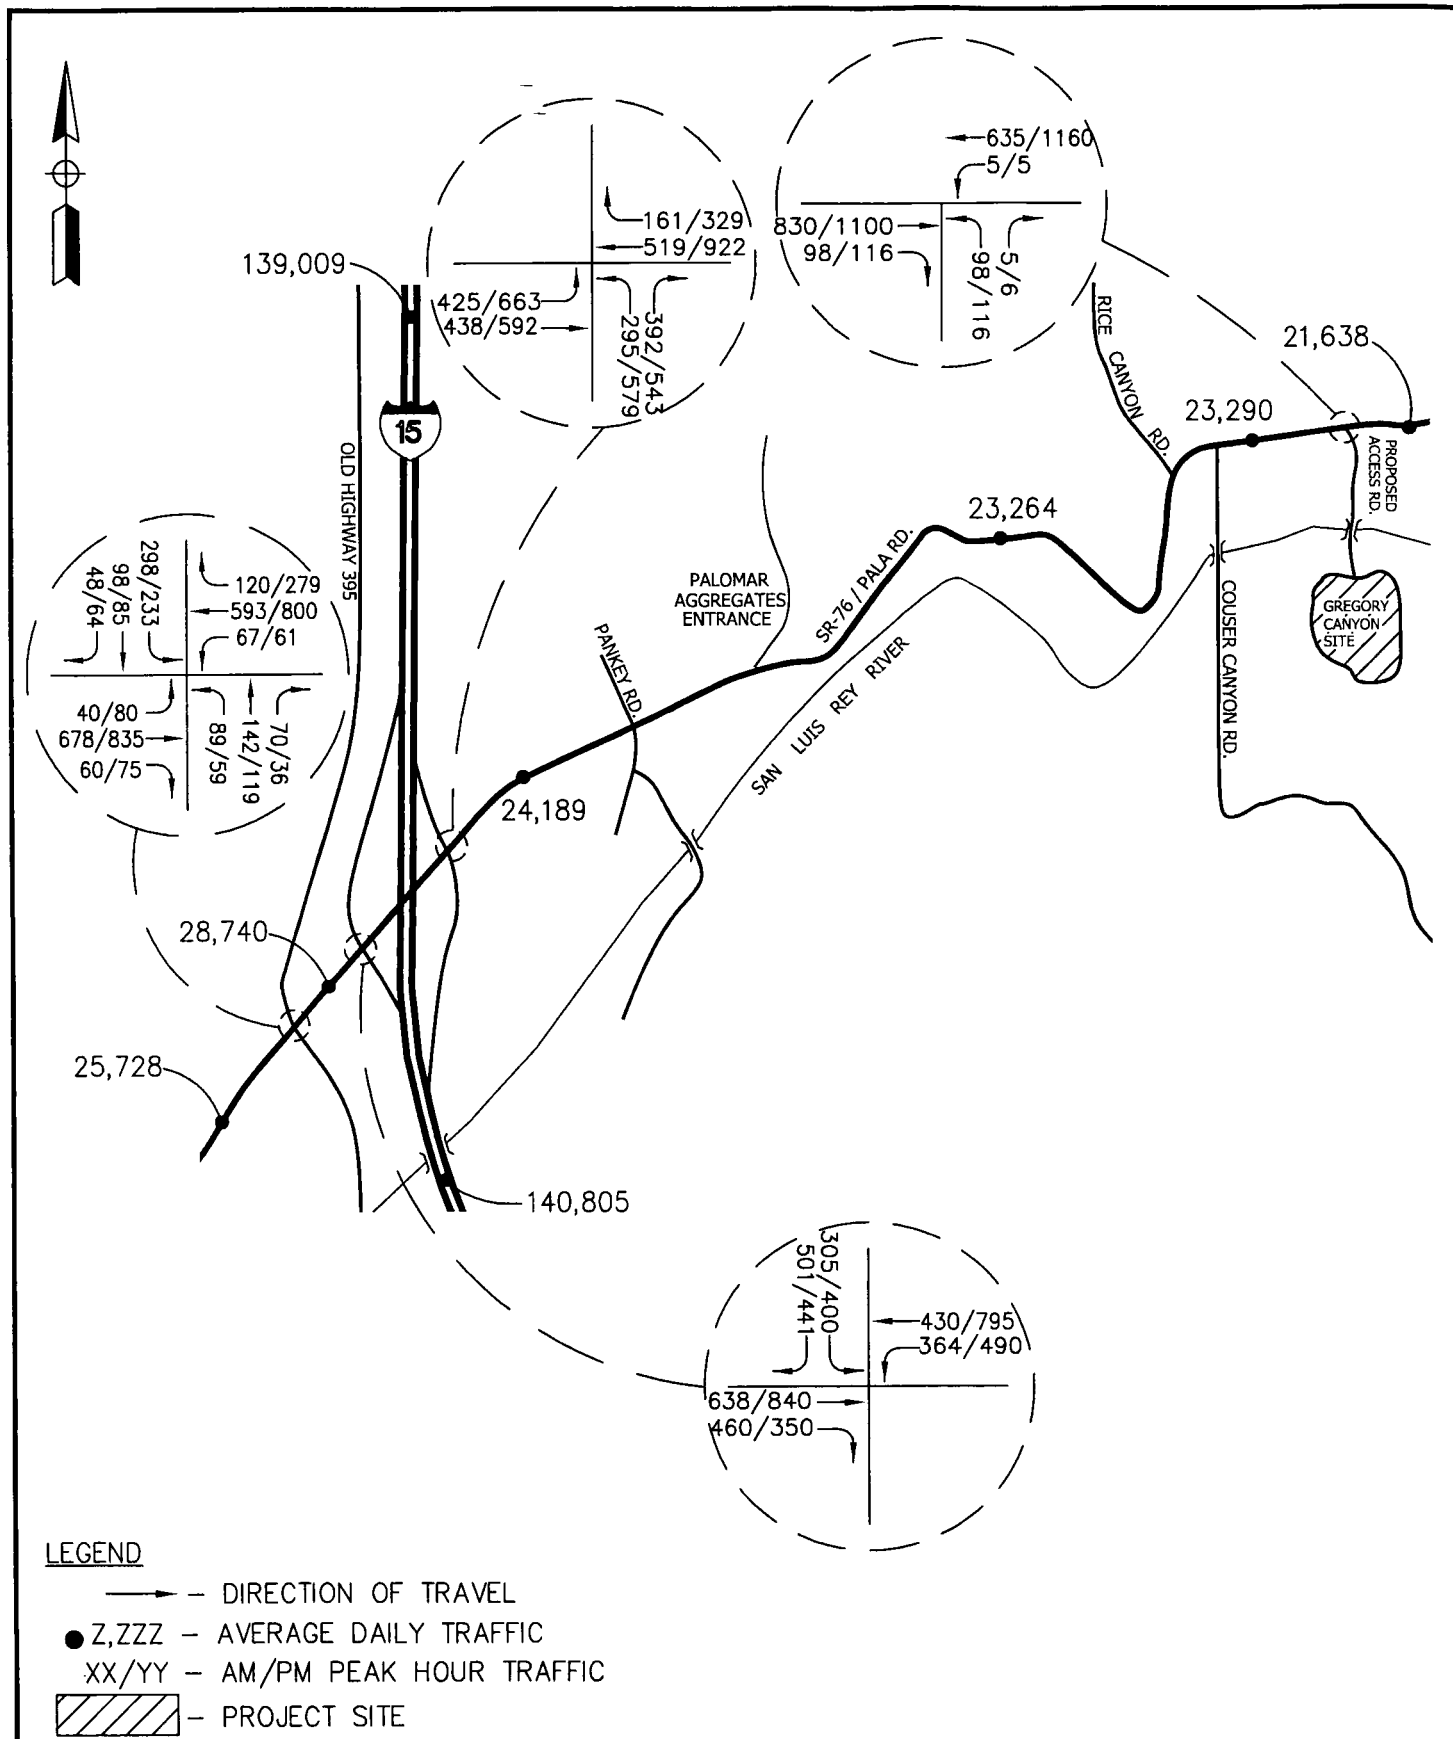 635/1160
5/5
830/1100
98/116
98/116
5/6
161/329
519/922
425/663
438/592
295/579
392/543
139,009
15
OLD HIGHWAY 395
RICE CANYON RD.
21,638
23,290
PROPOSED
ACCESS RD.
23,264
SR-76 / PALA RD.
PALOMAR
AGGREGATES
ENTRANCE
GREGORY
CANYON
SITE
COUSER CANYON RD.
PANKEY RD.
SAN LUIS REY RIVER
48/64
98/85
298/233
120/279
593/800
67/61
40/80
678/835
60/75
89/59
142/119
70/36
24,189
28,740
25,728
140,805
501/441
305/400
430/795
364/490
638/840
460/350
LEGEND
- DIRECTION OF TRAVEL
Z,ZZZ - AVERAGE DAILY TRAFFIC
XX/YY - AM/PM PEAK HOUR TRAFFIC
- PROJECT SITE